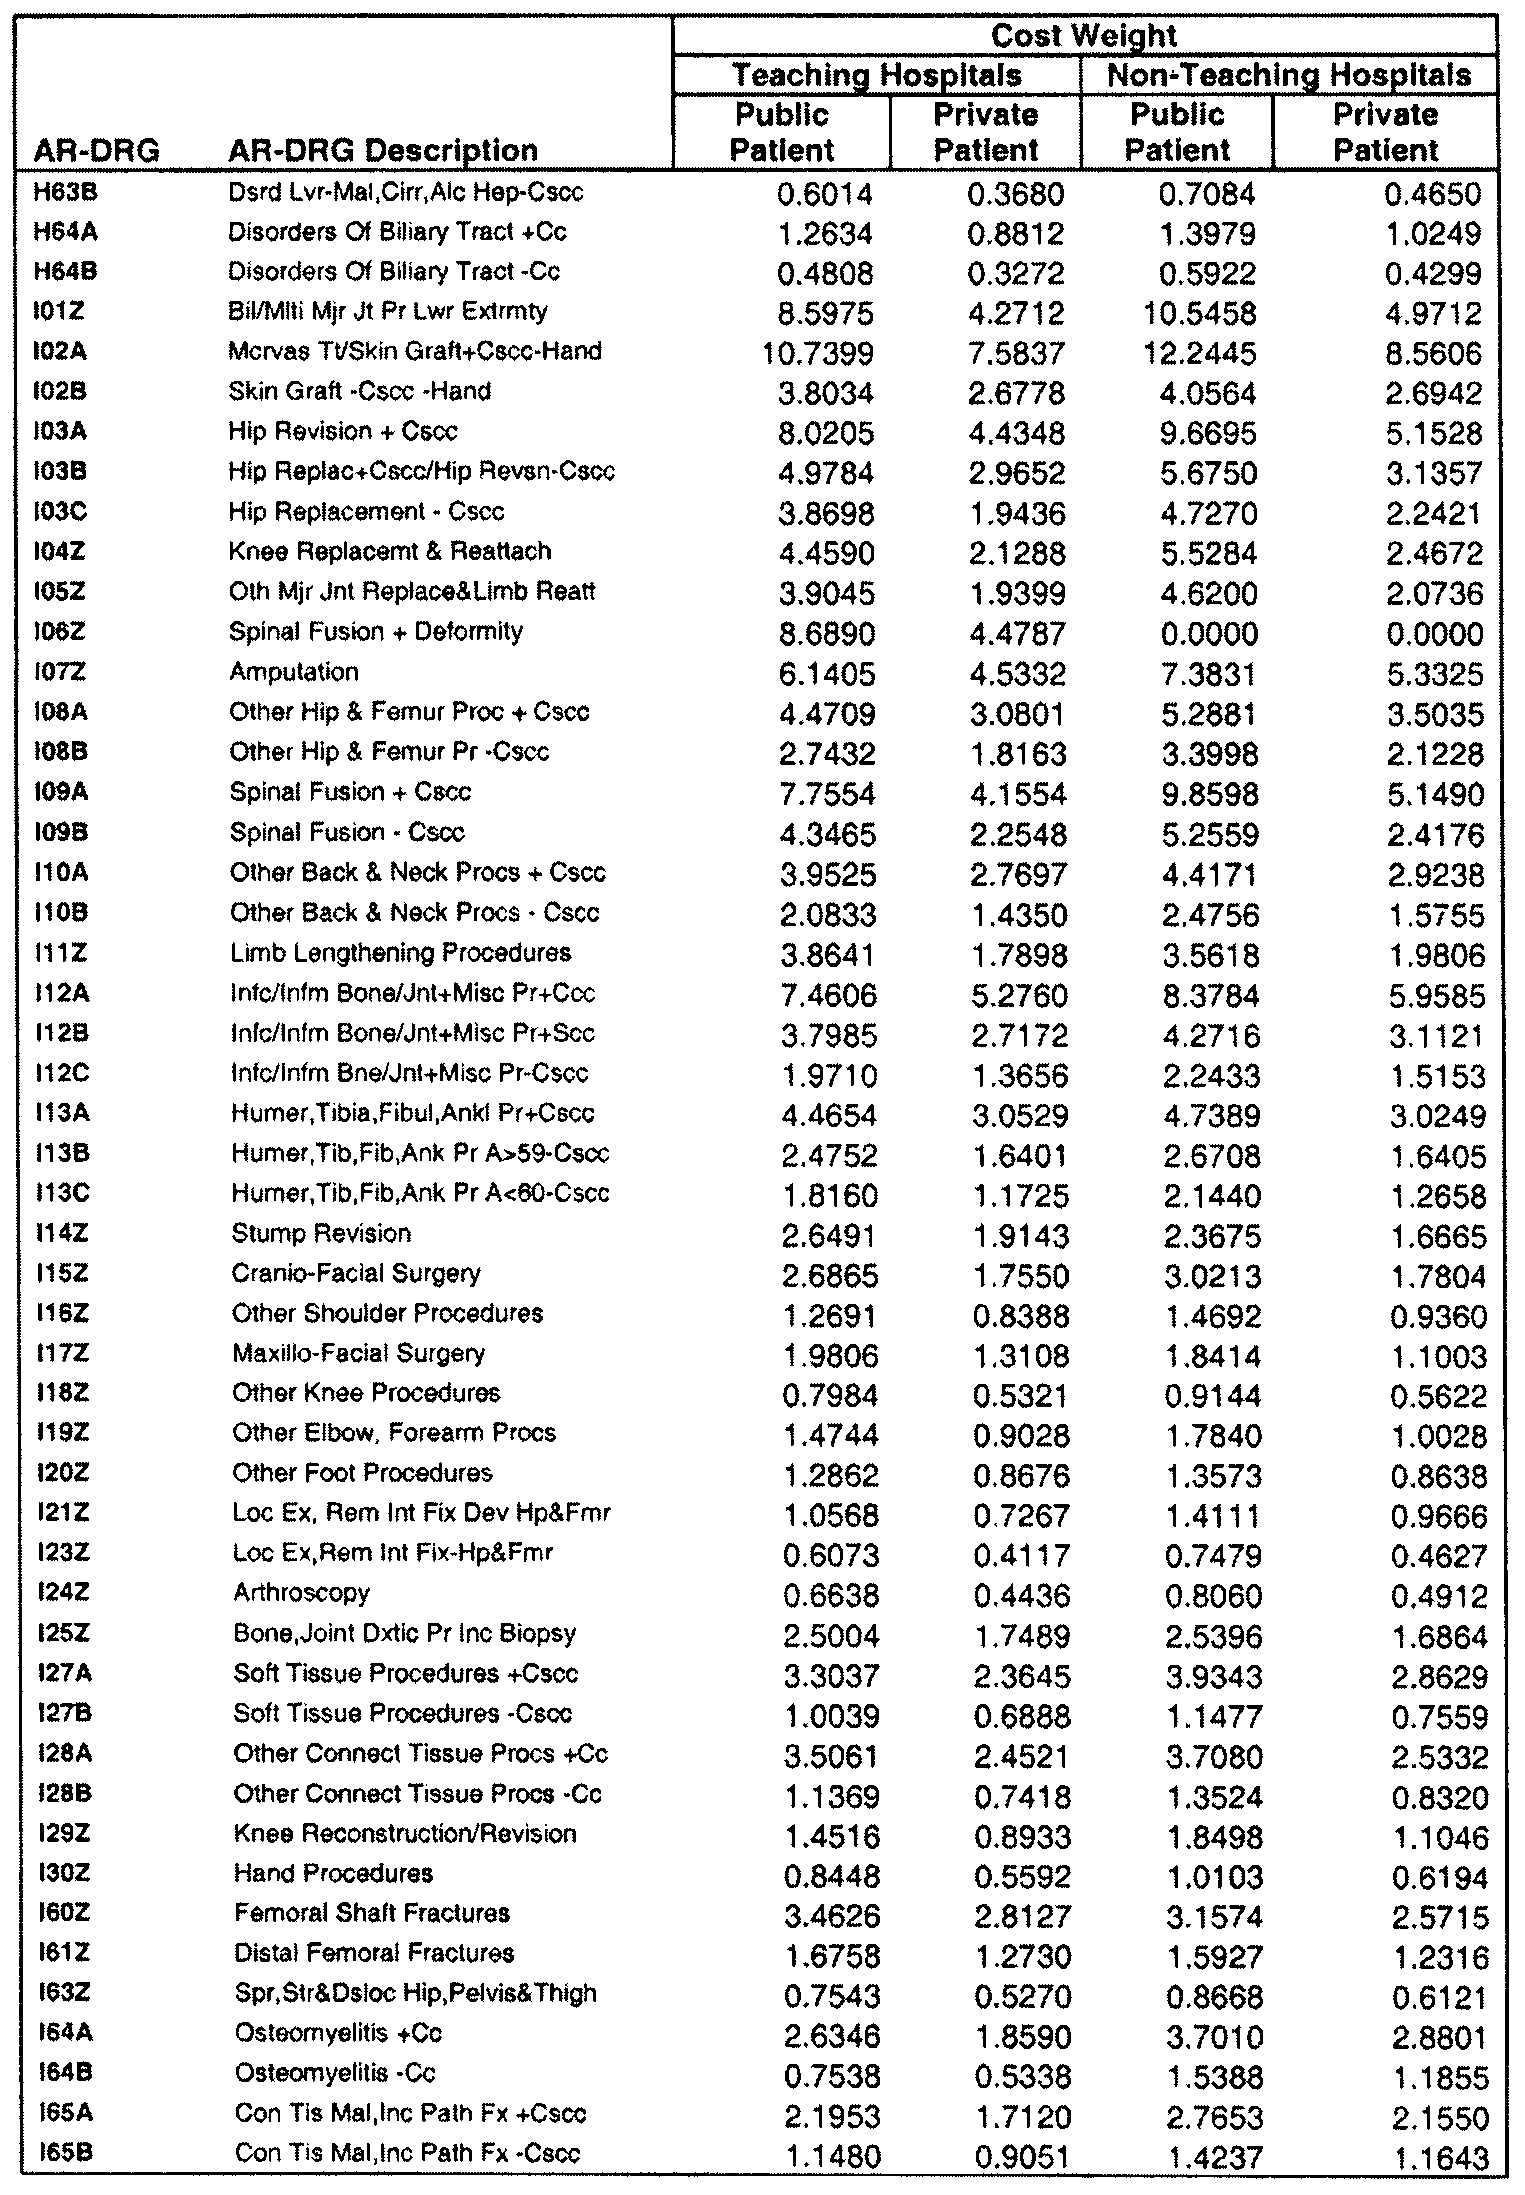 Cost Weight
Teaching Hospitals Non-Teaching Hospitals
Public Private Public Private
AR-DRG AR-DRG Description Patient Patient Patient Patient
H63B Dsrd Lvr-Mal,Cirr,Alc Hep-Cscc 0.6014 0.3680 0.7084 0.4650
H64A Disorders Of Biliary Tract +Cc 1.2634 0.8812 1.3979 1.0249
H64B Disorders Of Biliary Tract -Cc 0.4808 0.3272 0.5922 0.4299
I01Z Bil/Mlti Mjr Jt Pr Lwr Extrmty 8.5975 4.2712 10.5458 4.9712
I02A Mcrvas Tt/Skin Graft+Cscc-Hand 10.7399 7.5837 12.2445 8.5606
I02B Skin Graft -Cscc -Hand 3.8034 2.6778 4.0564 2.6942
I03A Hip Revision + Cscc 8.0205 4.4348 9.6695 5.1528
I03B Hip Replac+Cscc/Hip Revsn-Cscc 4.9784 2.9652 5.6750 3.1357
I03C Hip Replacement - Cscc 3.8698 1.9436 4.7270 2.2421
I04Z Knee Replacemt & Reattach 4.4590 2.1288 5.5284 2.4672
I05Z Oth Mjr Jnt Replace&Limb Reatt 3.9045 1.9399 4.6200 2.0736
I06Z Spinal Fusion + Deformity 8.6890 4.4787 0.0000 0.0000
I07Z Amputation 6.1405 4.5332 7.3831 5.3325
I08A Other Hip & Femur Proc + Cscc 4.4709 3.0801 5.2881 3.5035
I08B Other Hip & Femur Pr -Cscc 2.7432 1.8163 3.3998 2.1228
I09A Spinal Fusion + Cscc 7.7554 4.1554 9.8598 5.1490
I09B Spinal Fusion - Cscc 4.3465 2.2548 5.2559 2.4176
I10A Other Back & Neck Procs + Cscc 3.9525 2.7697 4.4171 2.9238
I10B Other Back & Neck Procs - Cscc 2.0833 1.4350 2.4756 1.5755
I11Z Limb Lengthening Procedures 3.8641 1.7898 3.5618 1.9806
I12A Infc/Infm Bone/Jnt+Misc Pr+Ccc 7.4606 5.2760 8.3784 5.9585
I12B Infc/Infm Bone/Jnt+Misc Pr+Scc 3.7985 2.7172 4.2716 3.1121
I12C Infc/Infm Bne/Jnt+Misc Pr-Cscc 1.9710 1.3656 2.2433 1.5153
I13A Humer,Tibia,Fibul,Ankl Pr+Cscc 4.4654 3.0529 4.7389 3.0249
I13B Humer,Tib,Fib,Ank Pr A>59-Cscc 2.4752 1.6401 2.6708 1.6405
I13C Humer,Tib,Fib,Ank Pr A<60-Cscc 1.8160 1.1725 2.1440 1.2658
I14Z Stump Revision 2.6491 1.9143 2.3675 1.6665
I15Z Cranio-Facial Surgery 2.6865 1.7550 3.0213 1.7804
I16Z Other Shoulder Procedures 1.2691 0.8388 1.4692 0.9360
I17Z Maxillo-Facial Surgery 1.9806 1.3108 1.8414 1.1003
I18Z Other Knee Procedures 0.7984 0.5321 0.9144 0.5622
I19Z Other Elbow, Forearm Procs 1.4744 0.9028 1.7840 1.0028
I20Z Other Foot Procedures 1.2862 0.8676 1.3573 0.8638
I21Z Loc Ex, Rem Int Fix Dev Hp&Fmr 1.0568 0.7267 1.4111 0.9666
I23Z Loc Ex,Rem Int Fix-Hp&Fmr 0.6073 0.4117 0.7479 0.4627
I24Z Arthroscopy 0.6638 0.4436 0.8060 0.4912
I25Z Bone,Joint Dxtic Pr Inc Biopsy 2.5004 1.7489 2.5396 1.6864
I27A Soft Tissue Procedures +Cscc 3.3037 2.3645 3.9343 2.8629
I27B Soft Tissue Procedures -Cscc 1.0039 0.6888 1.1477 0.7559
I28A Other Connect Tissue Procs +Cc 3.5061 2.4521 3.7080 2.5332
I28B Other Connect Tissue Procs -Cc 1.1369 0.7418 1.3524 0.8320
I29Z Knee Reconstruction/Revision 1.4516 0.8933 1.8498 1.1046
I30Z Hand Procedures 0.8448 0.5592 1.0103 0.6194
I60Z Femoral Shaft Fractures 3.4626 2.8127 3.1574 2.5715
I61Z Distal Femoral Fractures 1.6758 1.2730 1.5927 1.2316
I63Z Spr,Str&Dsloc Hip,Pelvis&Thigh 0.7543 0.5270 0.8668 0.6121
I64A Osteomyelitis +Cc 2.6346 1.8590 3.7010 2.8801
I64B Osteomyelitis -Cc 0.7538 0.5338 1.5388 1.1855
I65A Con Tis Mal,Inc Path Fx +Cscc 2.1953 1.7120 2.7653 2.1550
I65B Con Tis Mal,Inc Path Fx -Cscc 1.1480 0.9051 1.4237 1.1643